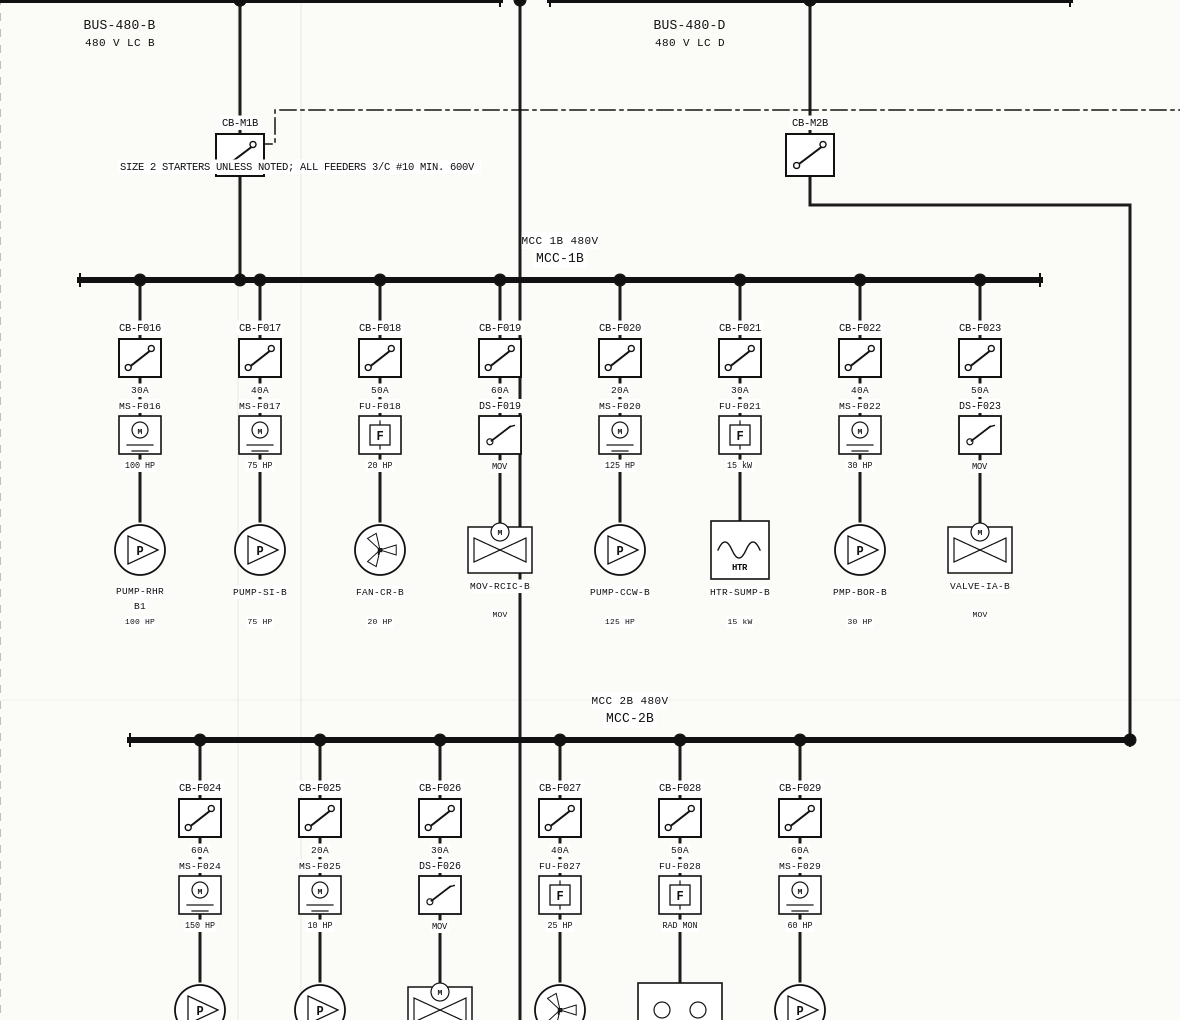 BUS-480-B
480 V LC B
BUS-480-D
480 V LC D
CB-M1B
CB-M2B
SIZE 2 STARTERS UNLESS NOTED; ALL FEEDERS 3/C #10 MIN. 600V
MCC 1B 480V
MCC-1B
CB-F016 CB-F017 CB-F018 CB-F019 CB-F020 CB-F021 CB-F022 CB-F023
30A 40A 50A 60A 20A 30A 40A 50A
MS-F016 MS-F017 FU-F018 DS-F019 MS-F020 FU-F021 MS-F022 DS-F023
M M F M F M
100 HP 75 HP 20 HP MOV 125 HP 15 kW 30 HP MOV
M M
P P P P
HTR
PUMP-RHR PUMP-SI-B FAN-CR-B MOV-RCIC-B PUMP-CCW-B HTR-SUMP-B PMP-BOR-B VALVE-IA-B
B1
100 HP 75 HP 20 HP MOV 125 HP 15 kW 30 HP MOV
MCC 2B 480V
MCC-2B
CB-F024 CB-F025 CB-F026 CB-F027 CB-F028 CB-F029
60A 20A 30A 40A 50A 60A
MS-F024 MS-F025 DS-F026 FU-F027 FU-F028 MS-F029
M M F F M
150 HP 10 HP MOV 25 HP RAD MON 60 HP
M
P P P